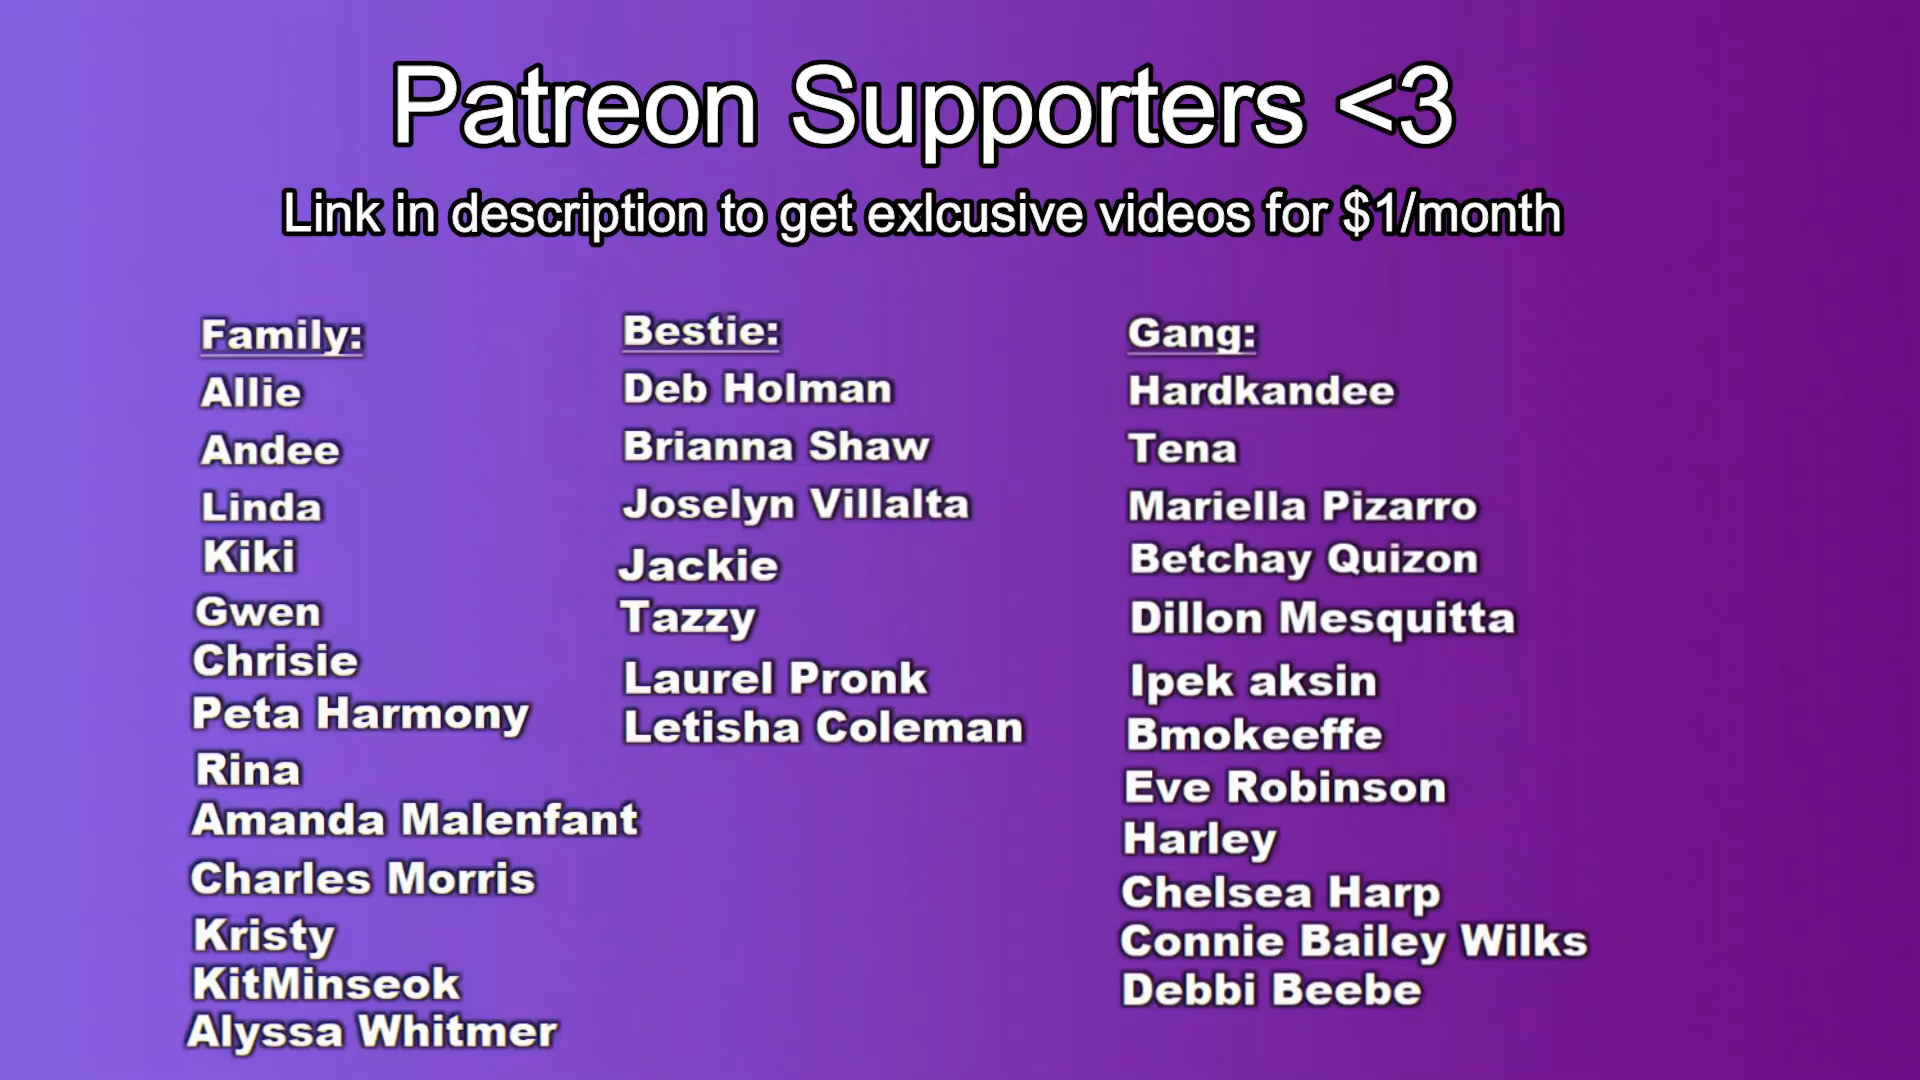 Patreon Supporters <3
Link in description to get exlcusive videos for $1/month
Family:
Allie
Andee
Linda
Kiki
Gwen
Chrisie
Peta Harmony
Rina
Amanda Malenfant
Charles Morris
Kristy
KitMinseok
Alyssa Whitmer
Bestie:
Deb Holman
Brianna Shaw
Joselyn Villalta
Jackie
Tazzy
Laurel Pronk
Letisha Coleman
Gang:
Hardkandee
Tena
Mariella Pizarro
Betchay Quizon
Dillon Mesquitta
Ipek aksin
Bmokeeffe
Eve Robinson
Harley
Chelsea Harp
Connie Bailey Wilks
Debbi Beebe